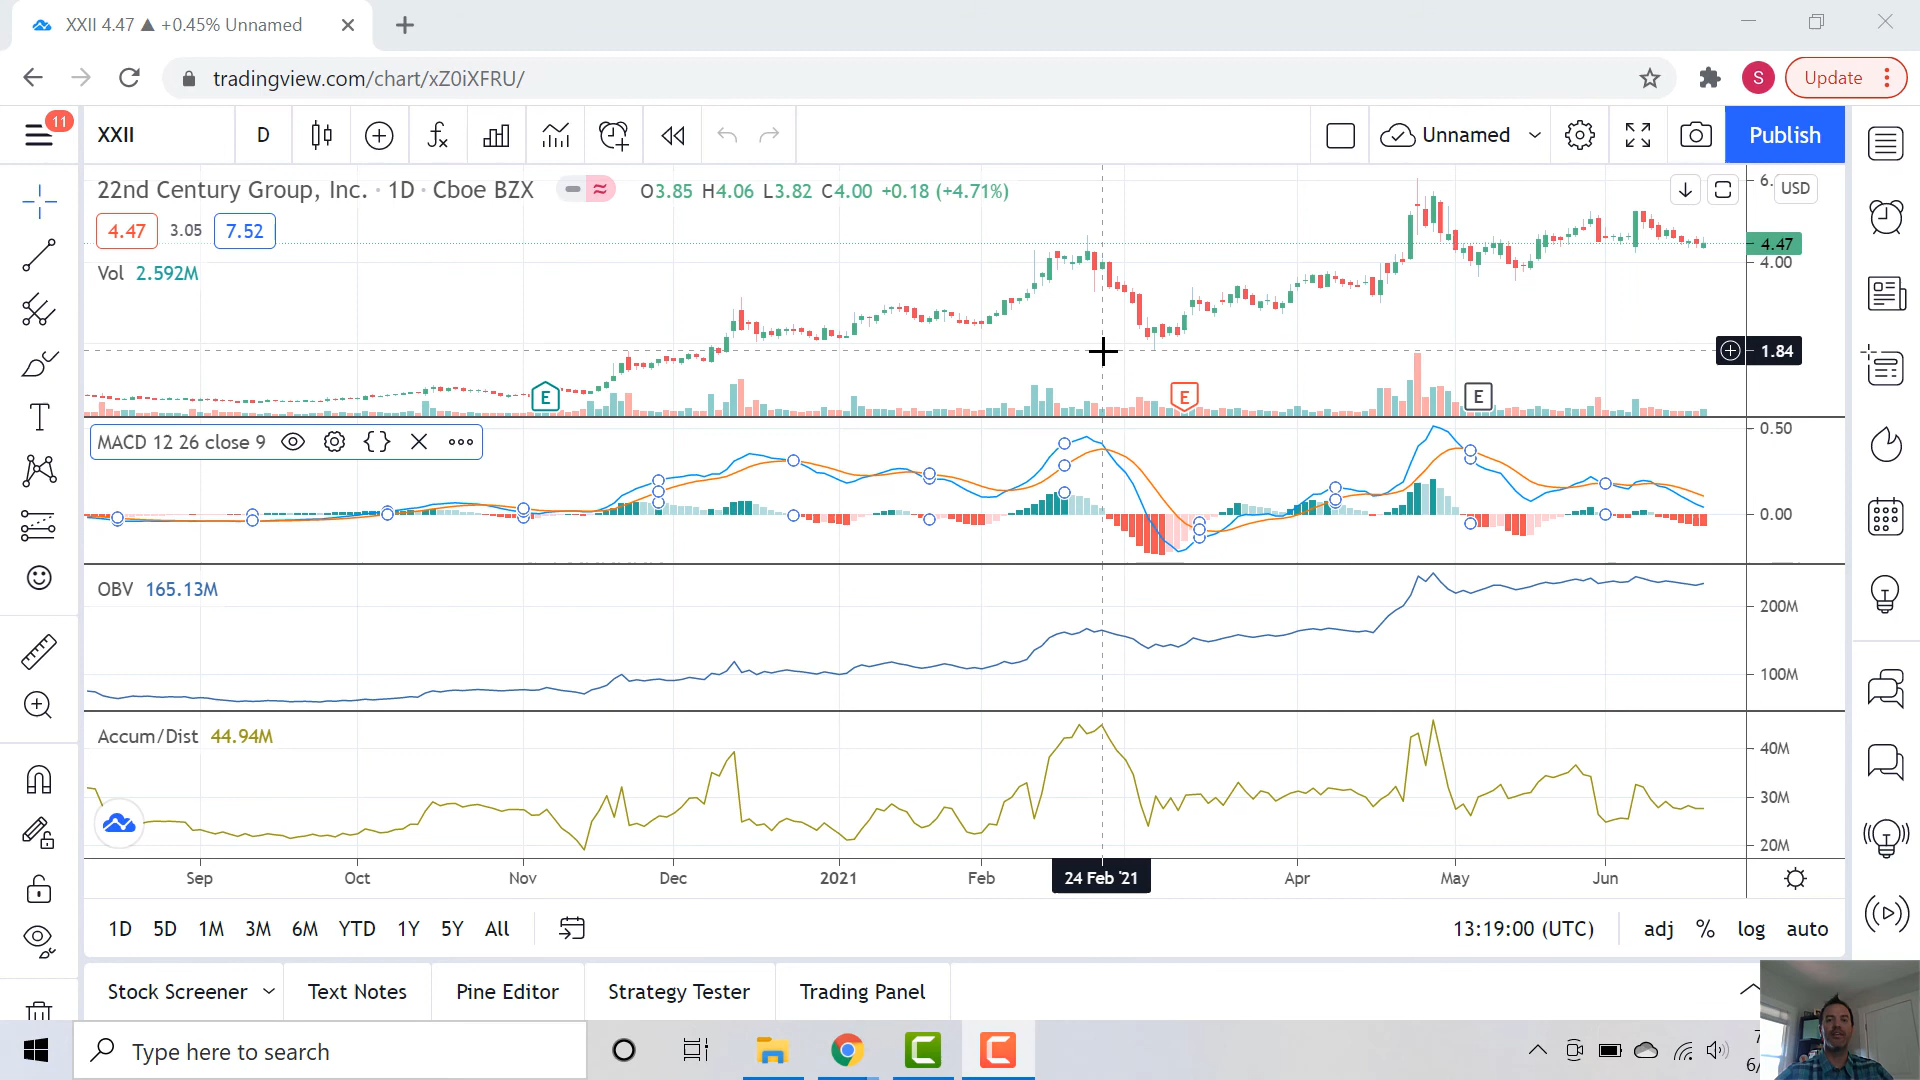 XXII 4.47 ▲ +0.45% Unnamed
tradingview.com/chart/xZ0iXFRU/
S
Update
11
XXII
D
Unnamed
Publish
22nd Century Group, Inc. · 1D · Cboe BZX
O3.85 H4.06 L3.82 C4.00 +0.18 (+4.71%)
USD
4.47 3.05 7.52
4.47
4.00
Vol 2.592M
1.84
E E E
MACD 12 26 close 9
0.50
0.00
OBV 165.13M
200M
100M
Accum/Dist 44.94M
40M
30M
20M
Sep Oct Nov Dec 2021 Feb 24 Feb '21 Apr May Jun
1D 5D 1M 3M 6M YTD 1Y 5Y All
13:19:00 (UTC) adj % log auto
Stock Screener Text Notes Pine Editor Strategy Tester Trading Panel
Type here to search